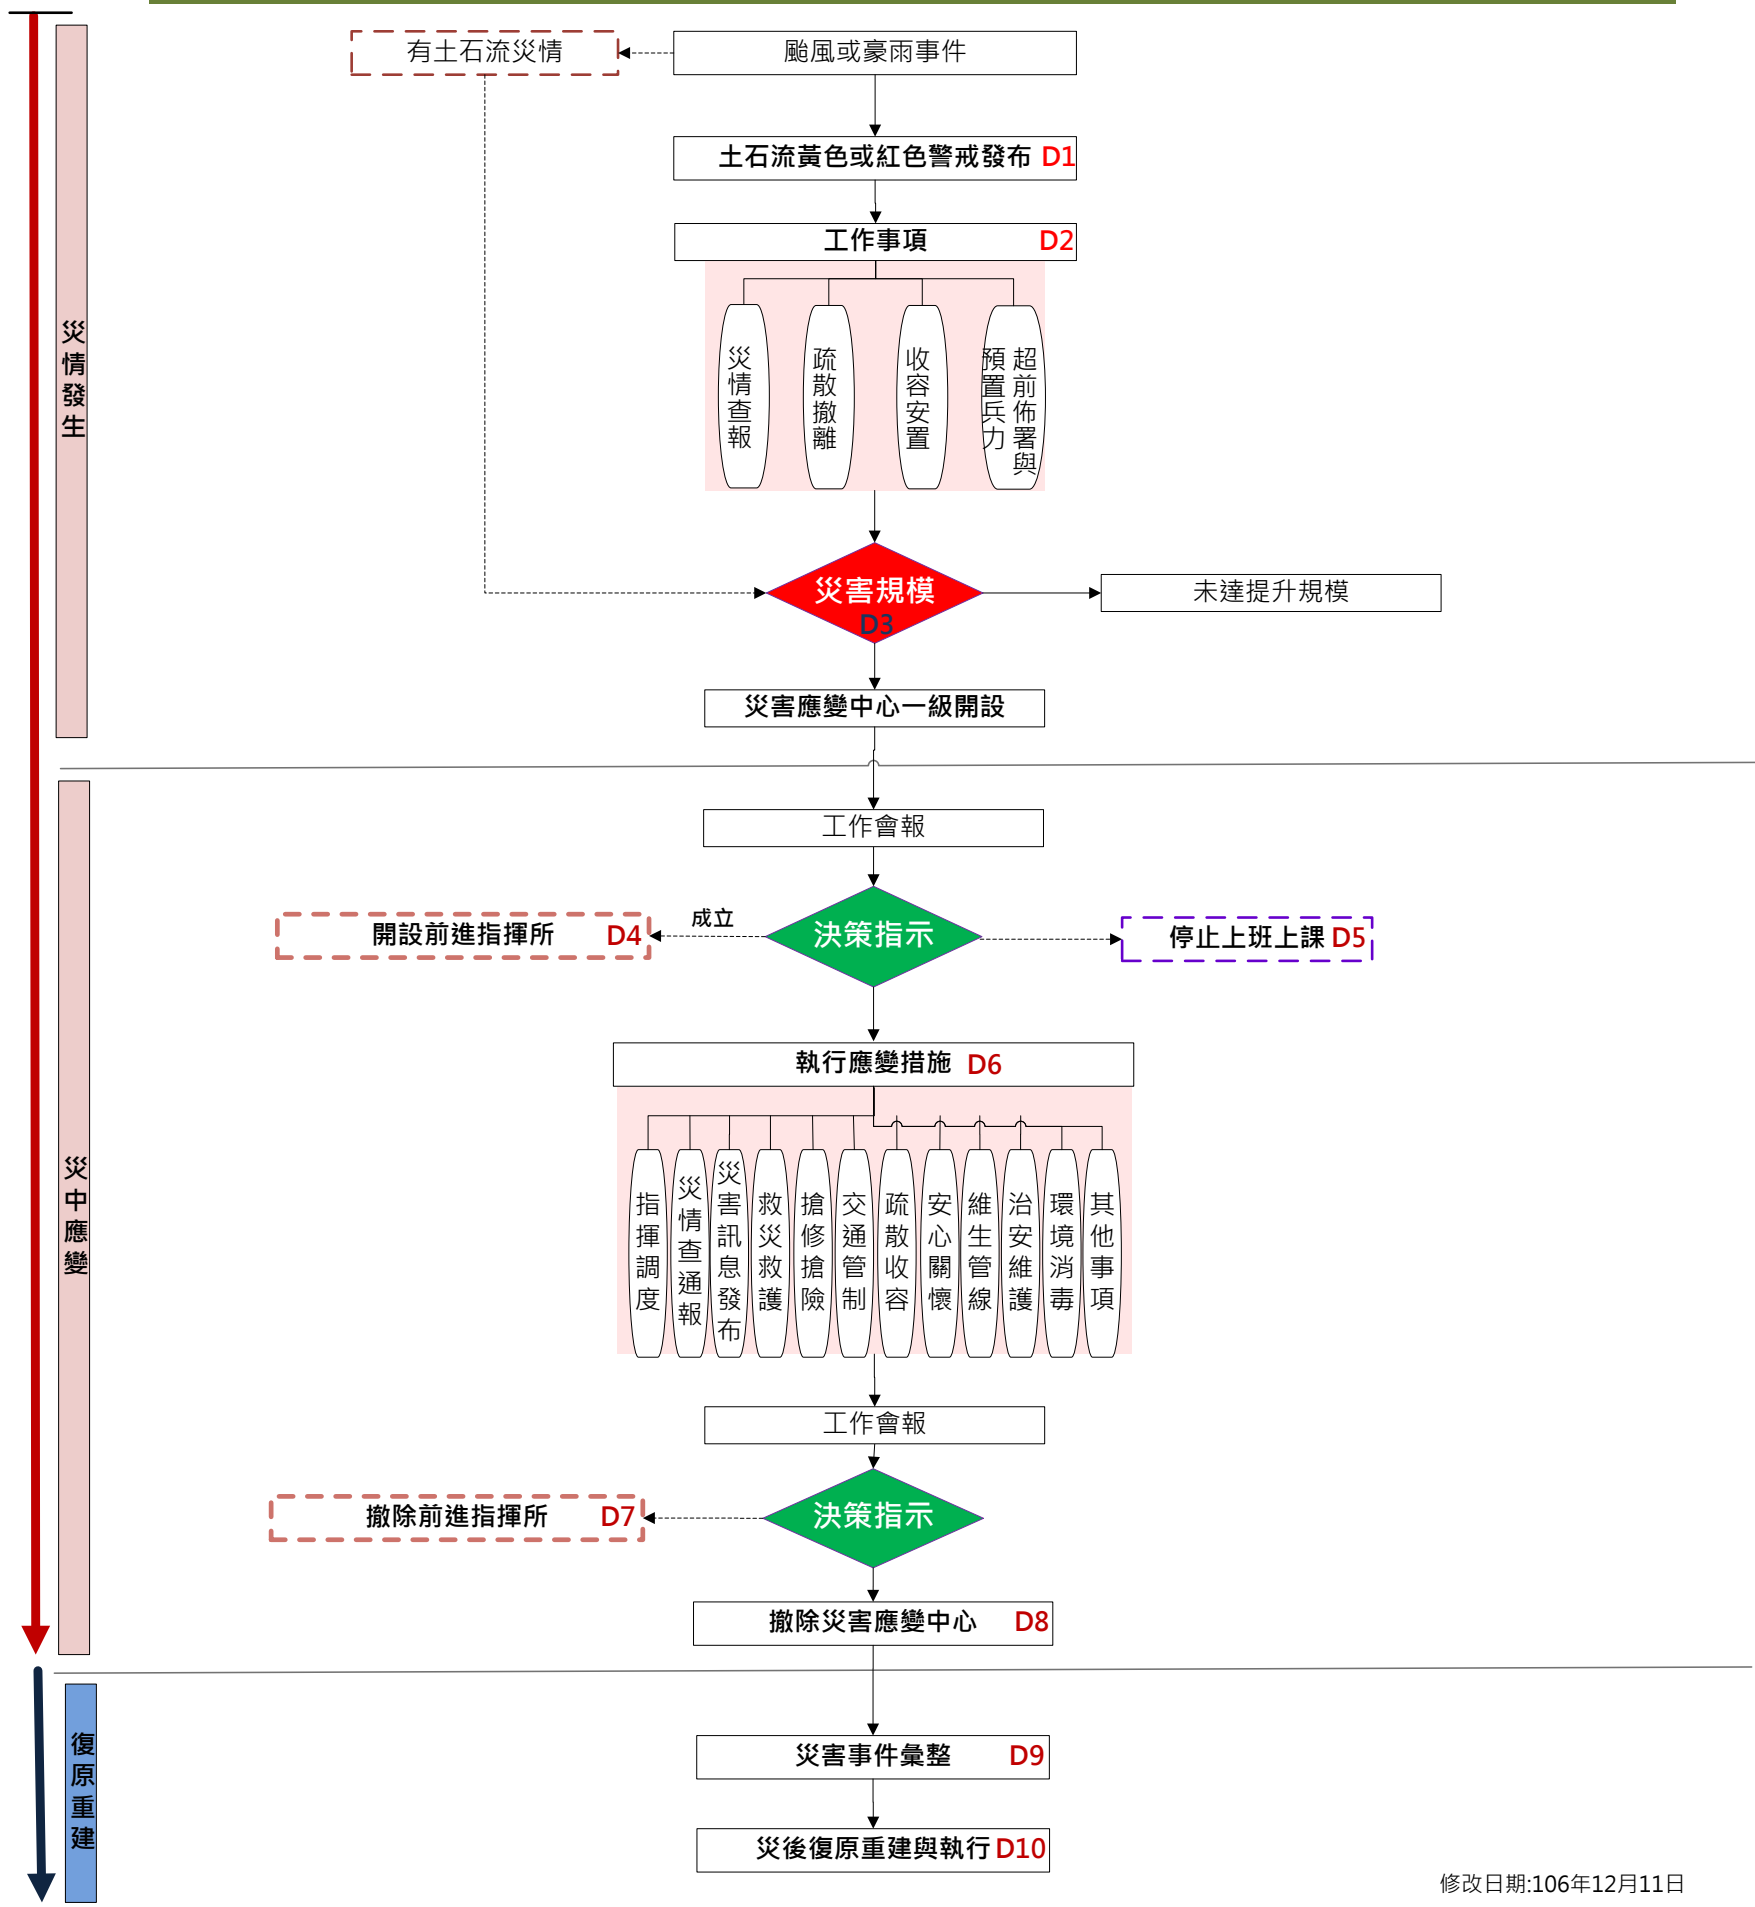 有土石流災情
颱風或豪雨事件
土石流黃色或紅色警戒發布 D1
工作事項 D2
災情查報
疏散撤離
收容安置
超前佈署與
預置兵力
災害規模
D3
未達提升規模
災害應變中心一級開設
災情發生
工作會報
成立
開設前進指揮所 D4
決策指示
停止上班上課 D5
執行應變措施 D6
指揮調度
災情查通報
災害訊息發布
救災救護
搶修搶險
交通管制
疏散收容
安心關懷
維生管線
治安維護
環境消毒
其他事項
災中應變
工作會報
撤除前進指揮所 D7
決策指示
撤除災害應變中心 D8
復原重建
災害事件彙整 D9
災後復原重建與執行 D10
修改日期:106年12月11日